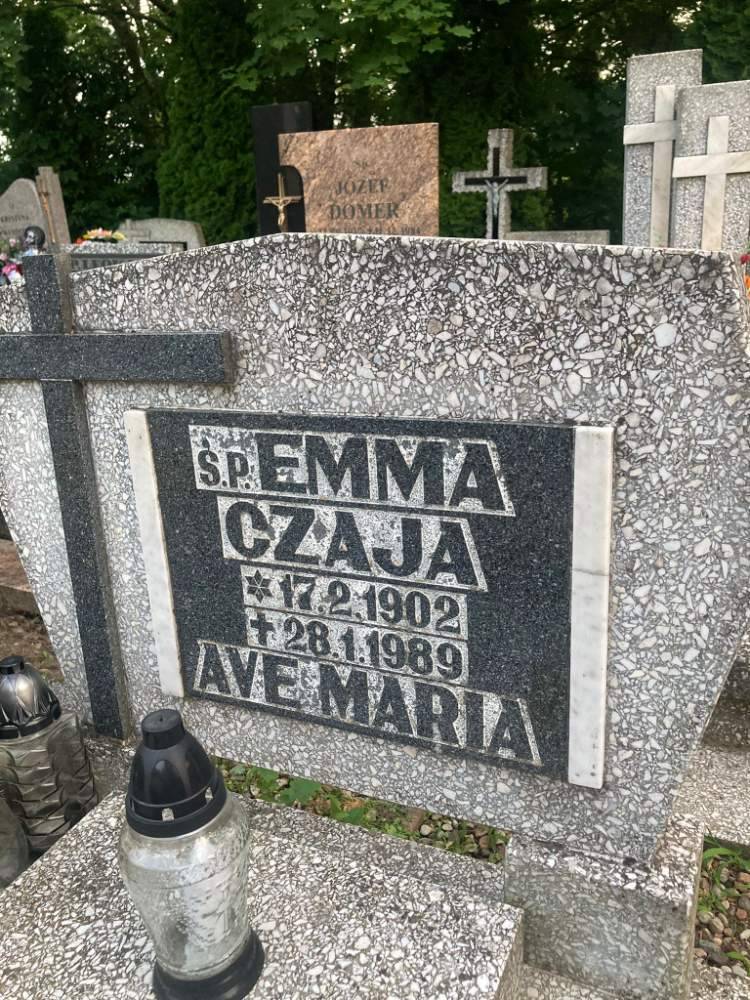 JÓZEF
DOMER
Ś.P. EMMA
CZAJA
* 17.2.1902
✝ 28.1.1989
AVE MARIA